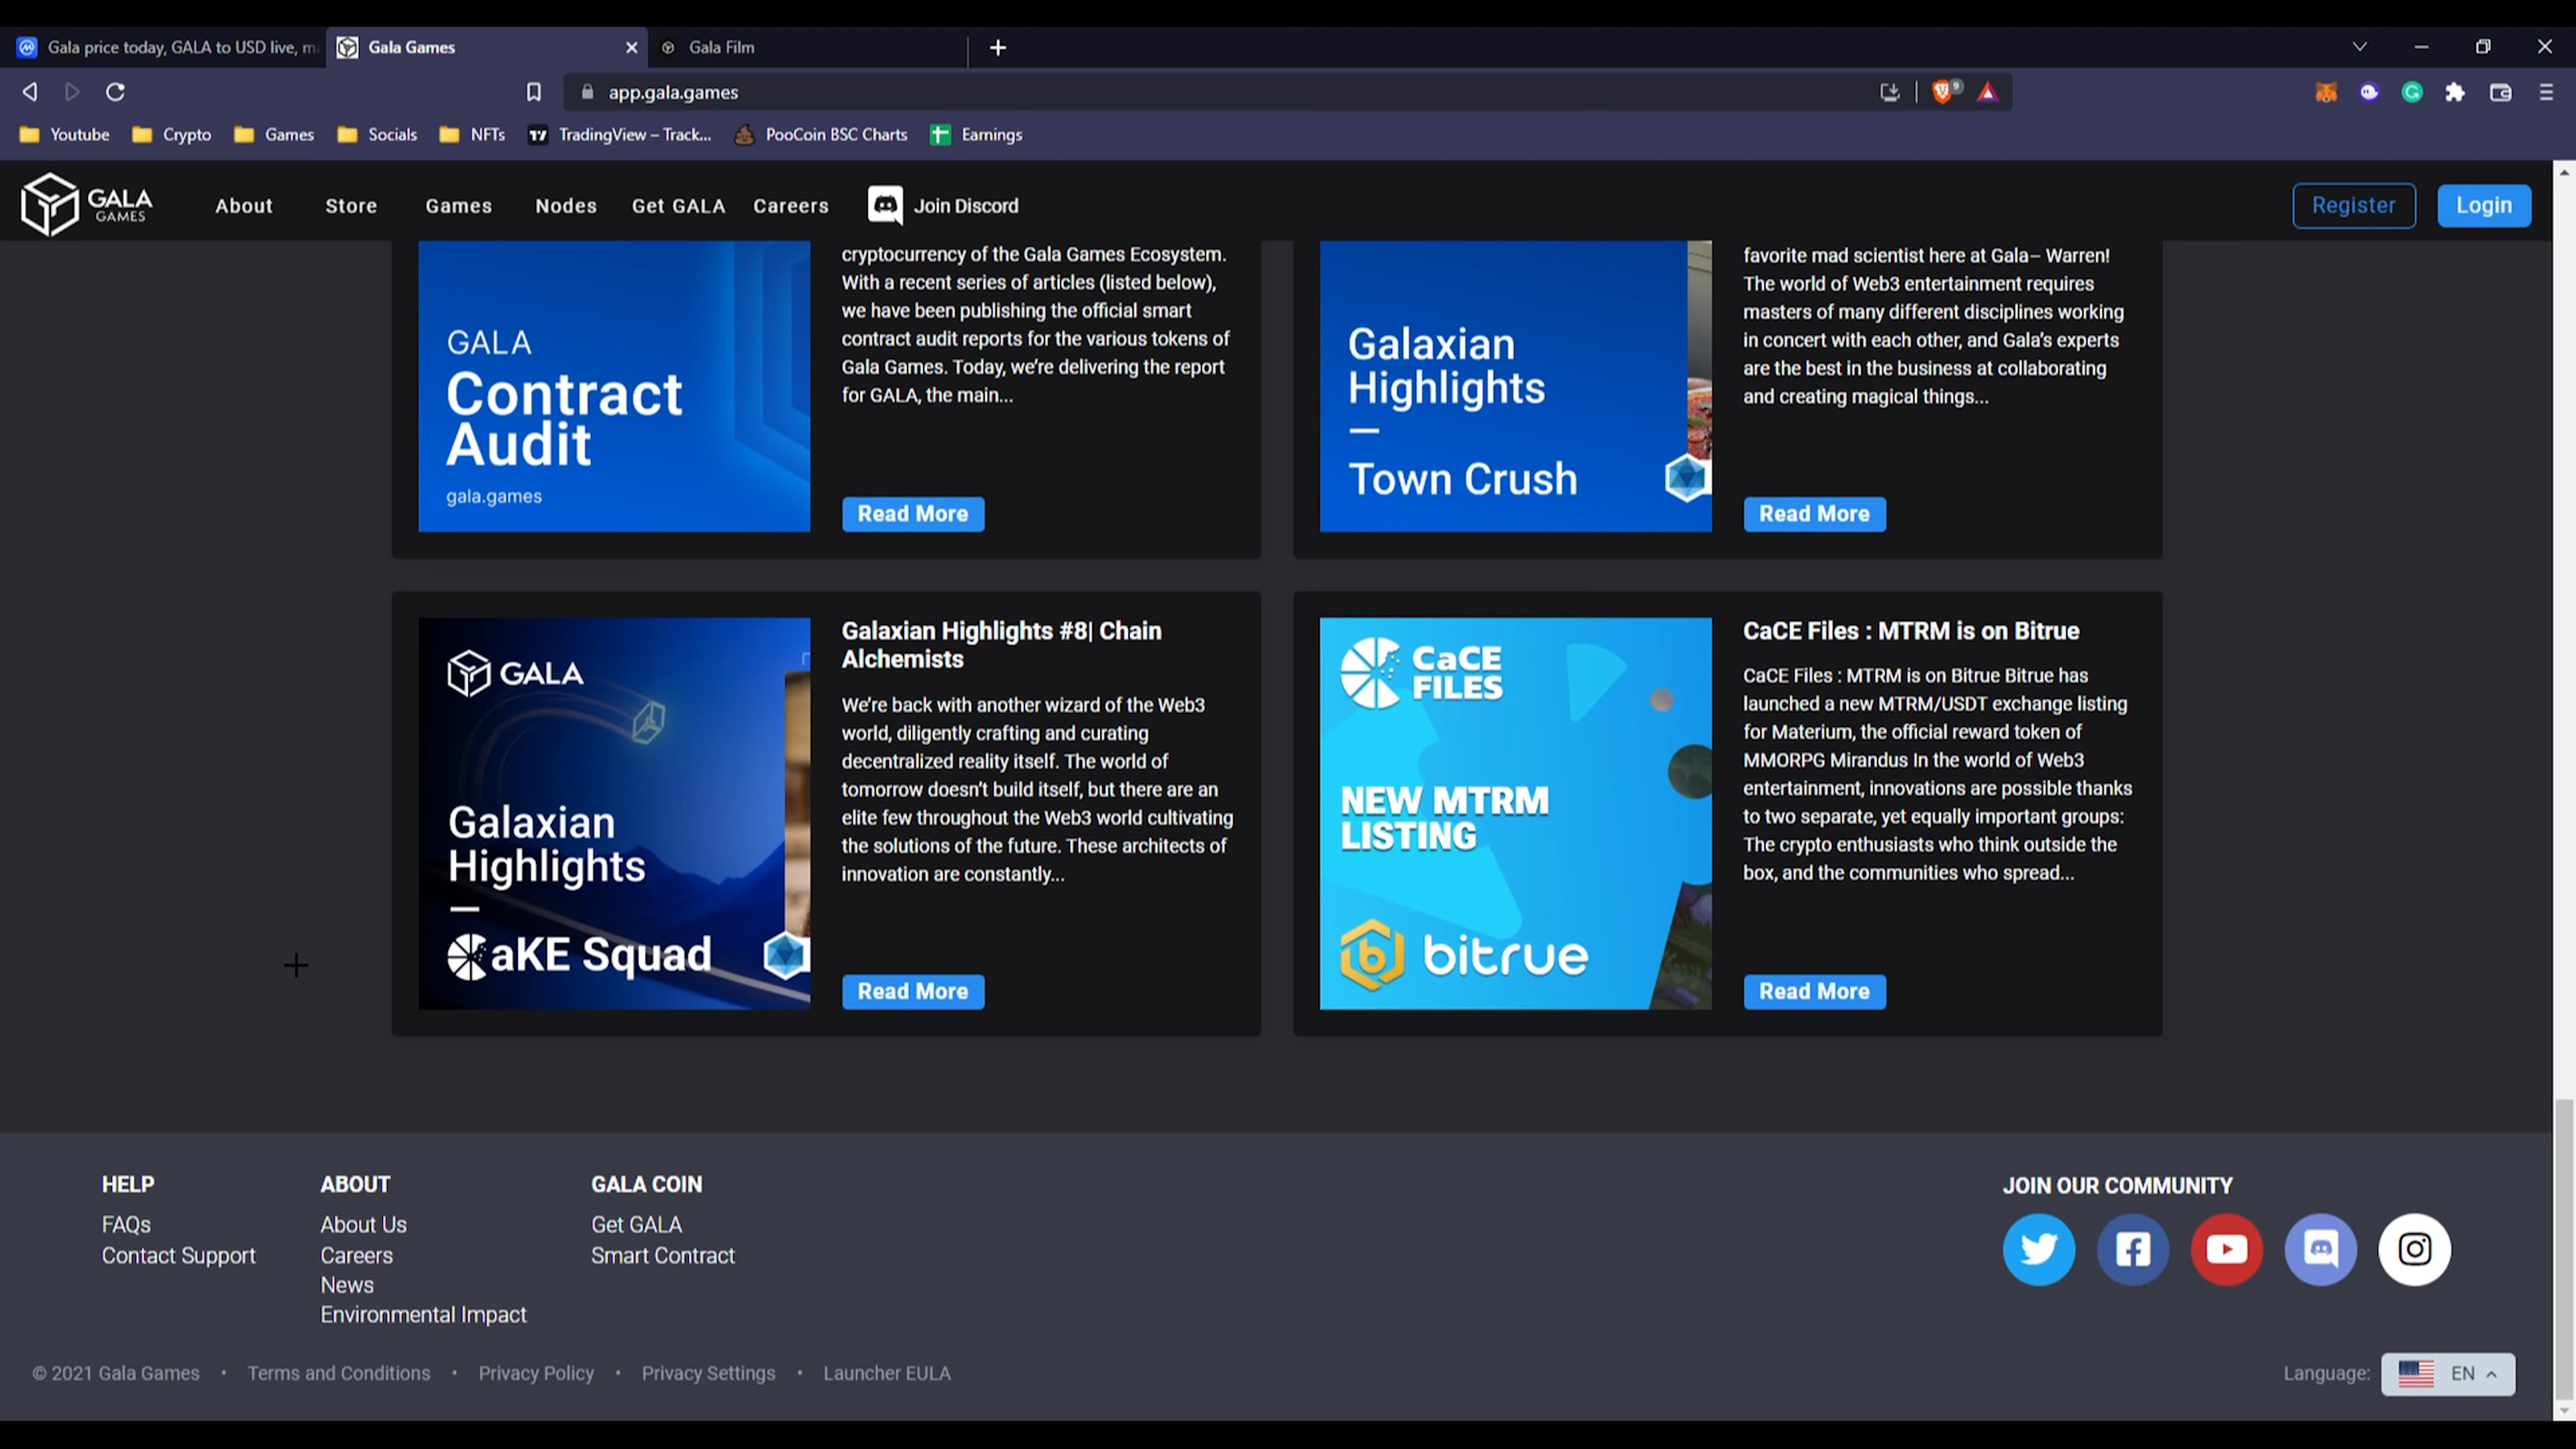 Gala price today, GALA to USD live, ma
Gala Games
Gala Film
app.gala.games
9
Youtube
Crypto
Games
Socials
NFTs
TradingView – Track...
PooCoin BSC Charts
Earnings
GALA
GAMES
About
Store
Games
Nodes
Get GALA
Careers
Join Discord
Register
Login
GALA
Contract
Audit
gala.games
cryptocurrency of the Gala Games Ecosystem.
With a recent series of articles (listed below),
we have been publishing the official smart
contract audit reports for the various tokens of
Gala Games. Today, we're delivering the report
for GALA, the main...
Read More
Galaxian
Highlights
Town Crush
favorite mad scientist here at Gala– Warren!
The world of Web3 entertainment requires
masters of many different disciplines working
in concert with each other, and Gala's experts
are the best in the business at collaborating
and creating magical things...
Read More
GALA
Galaxian
Highlights
CaKE Squad
Galaxian Highlights #8| Chain
Alchemists
We're back with another wizard of the Web3
world, diligently crafting and curating
decentralized reality itself. The world of
tomorrow doesn't build itself, but there are an
elite few throughout the Web3 world cultivating
the solutions of the future. These architects of
innovation are constantly...
Read More
CaCE
FILES
NEW MTRM
LISTING
bitrue
CaCE Files : MTRM is on Bitrue
CaCE Files : MTRM is on Bitrue Bitrue has
launched a new MTRM/USDT exchange listing
for Materium, the official reward token of
MMORPG Mirandus In the world of Web3
entertainment, innovations are possible thanks
to two separate, yet equally important groups:
The crypto enthusiasts who think outside the
box, and the communities who spread...
Read More
HELP
FAQs
Contact Support
ABOUT
About Us
Careers
News
Environmental Impact
GALA COIN
Get GALA
Smart Contract
JOIN OUR COMMUNITY
© 2021 Gala Games • Terms and Conditions • Privacy Policy • Privacy Settings • Launcher EULA
Language: EN